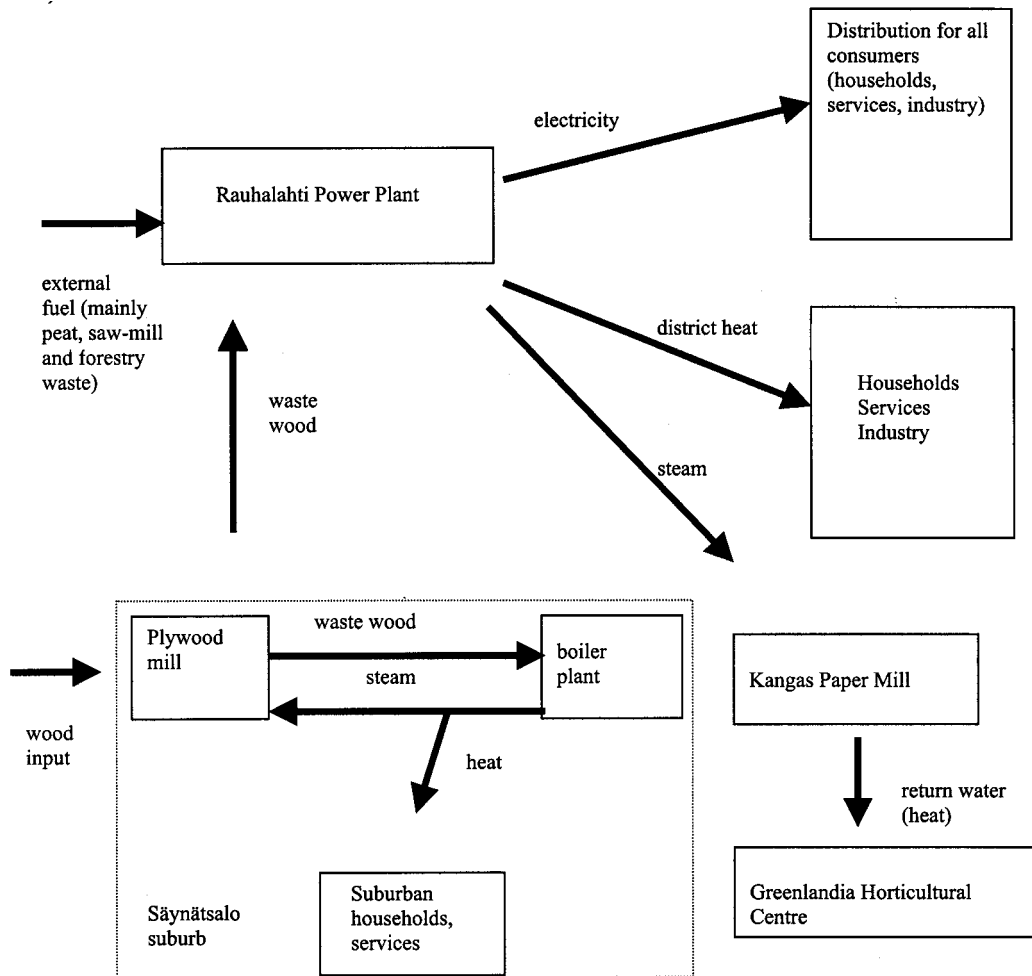 Distribution for all
consumers
(households,
services, industry)
electricity
Rauhalahti Power Plant
external
fuel (mainly
peat, saw-mill
and forestry
waste)
waste
wood
district heat
Households
Services
Industry
steam
Plywood
mill
waste wood
steam
boiler
plant
heat
wood
input
Kangas Paper Mill
return water
(heat)
Säynätsalo
suburb
Suburban
households,
services
Greenlandia Horticultural
Centre